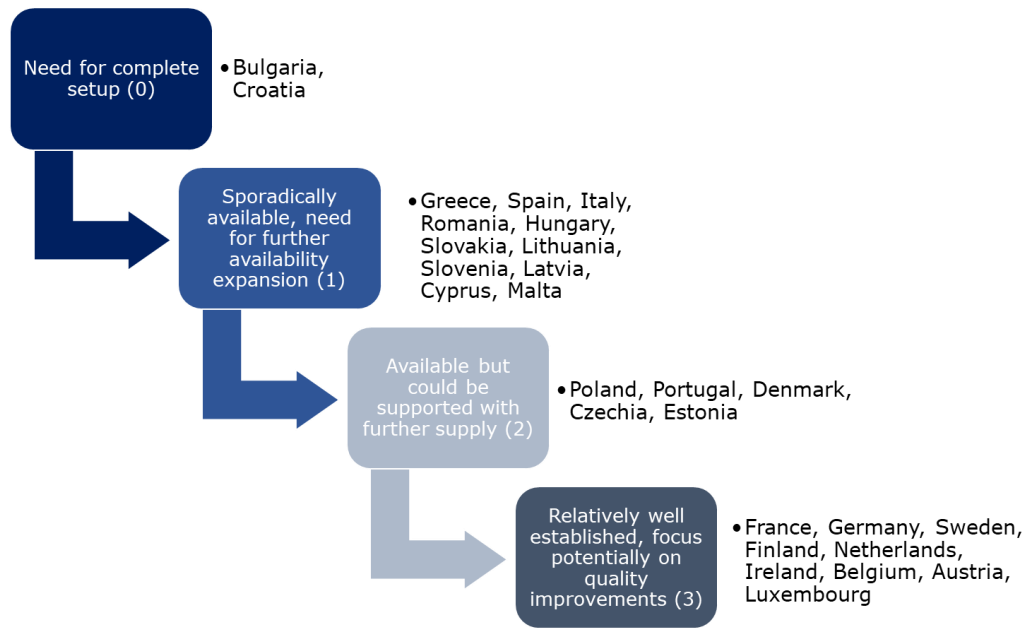 Need for complete
setup (0)
•Bulgaria,
Croatia
Sporadically
available, need
for further
availability
expansion (1)
•Greece, Spain, Italy,
Romania, Hungary,
Slovakia, Lithuania,
Slovenia, Latvia,
Cyprus, Malta
Available but
could be
supported with
further supply (2)
•Poland, Portugal, Denmark,
Czechia, Estonia
Relatively well
established, focus
potentially on
quality
improvements (3)
•France, Germany, Sweden,
Finland, Netherlands,
Ireland, Belgium, Austria,
Luxembourg